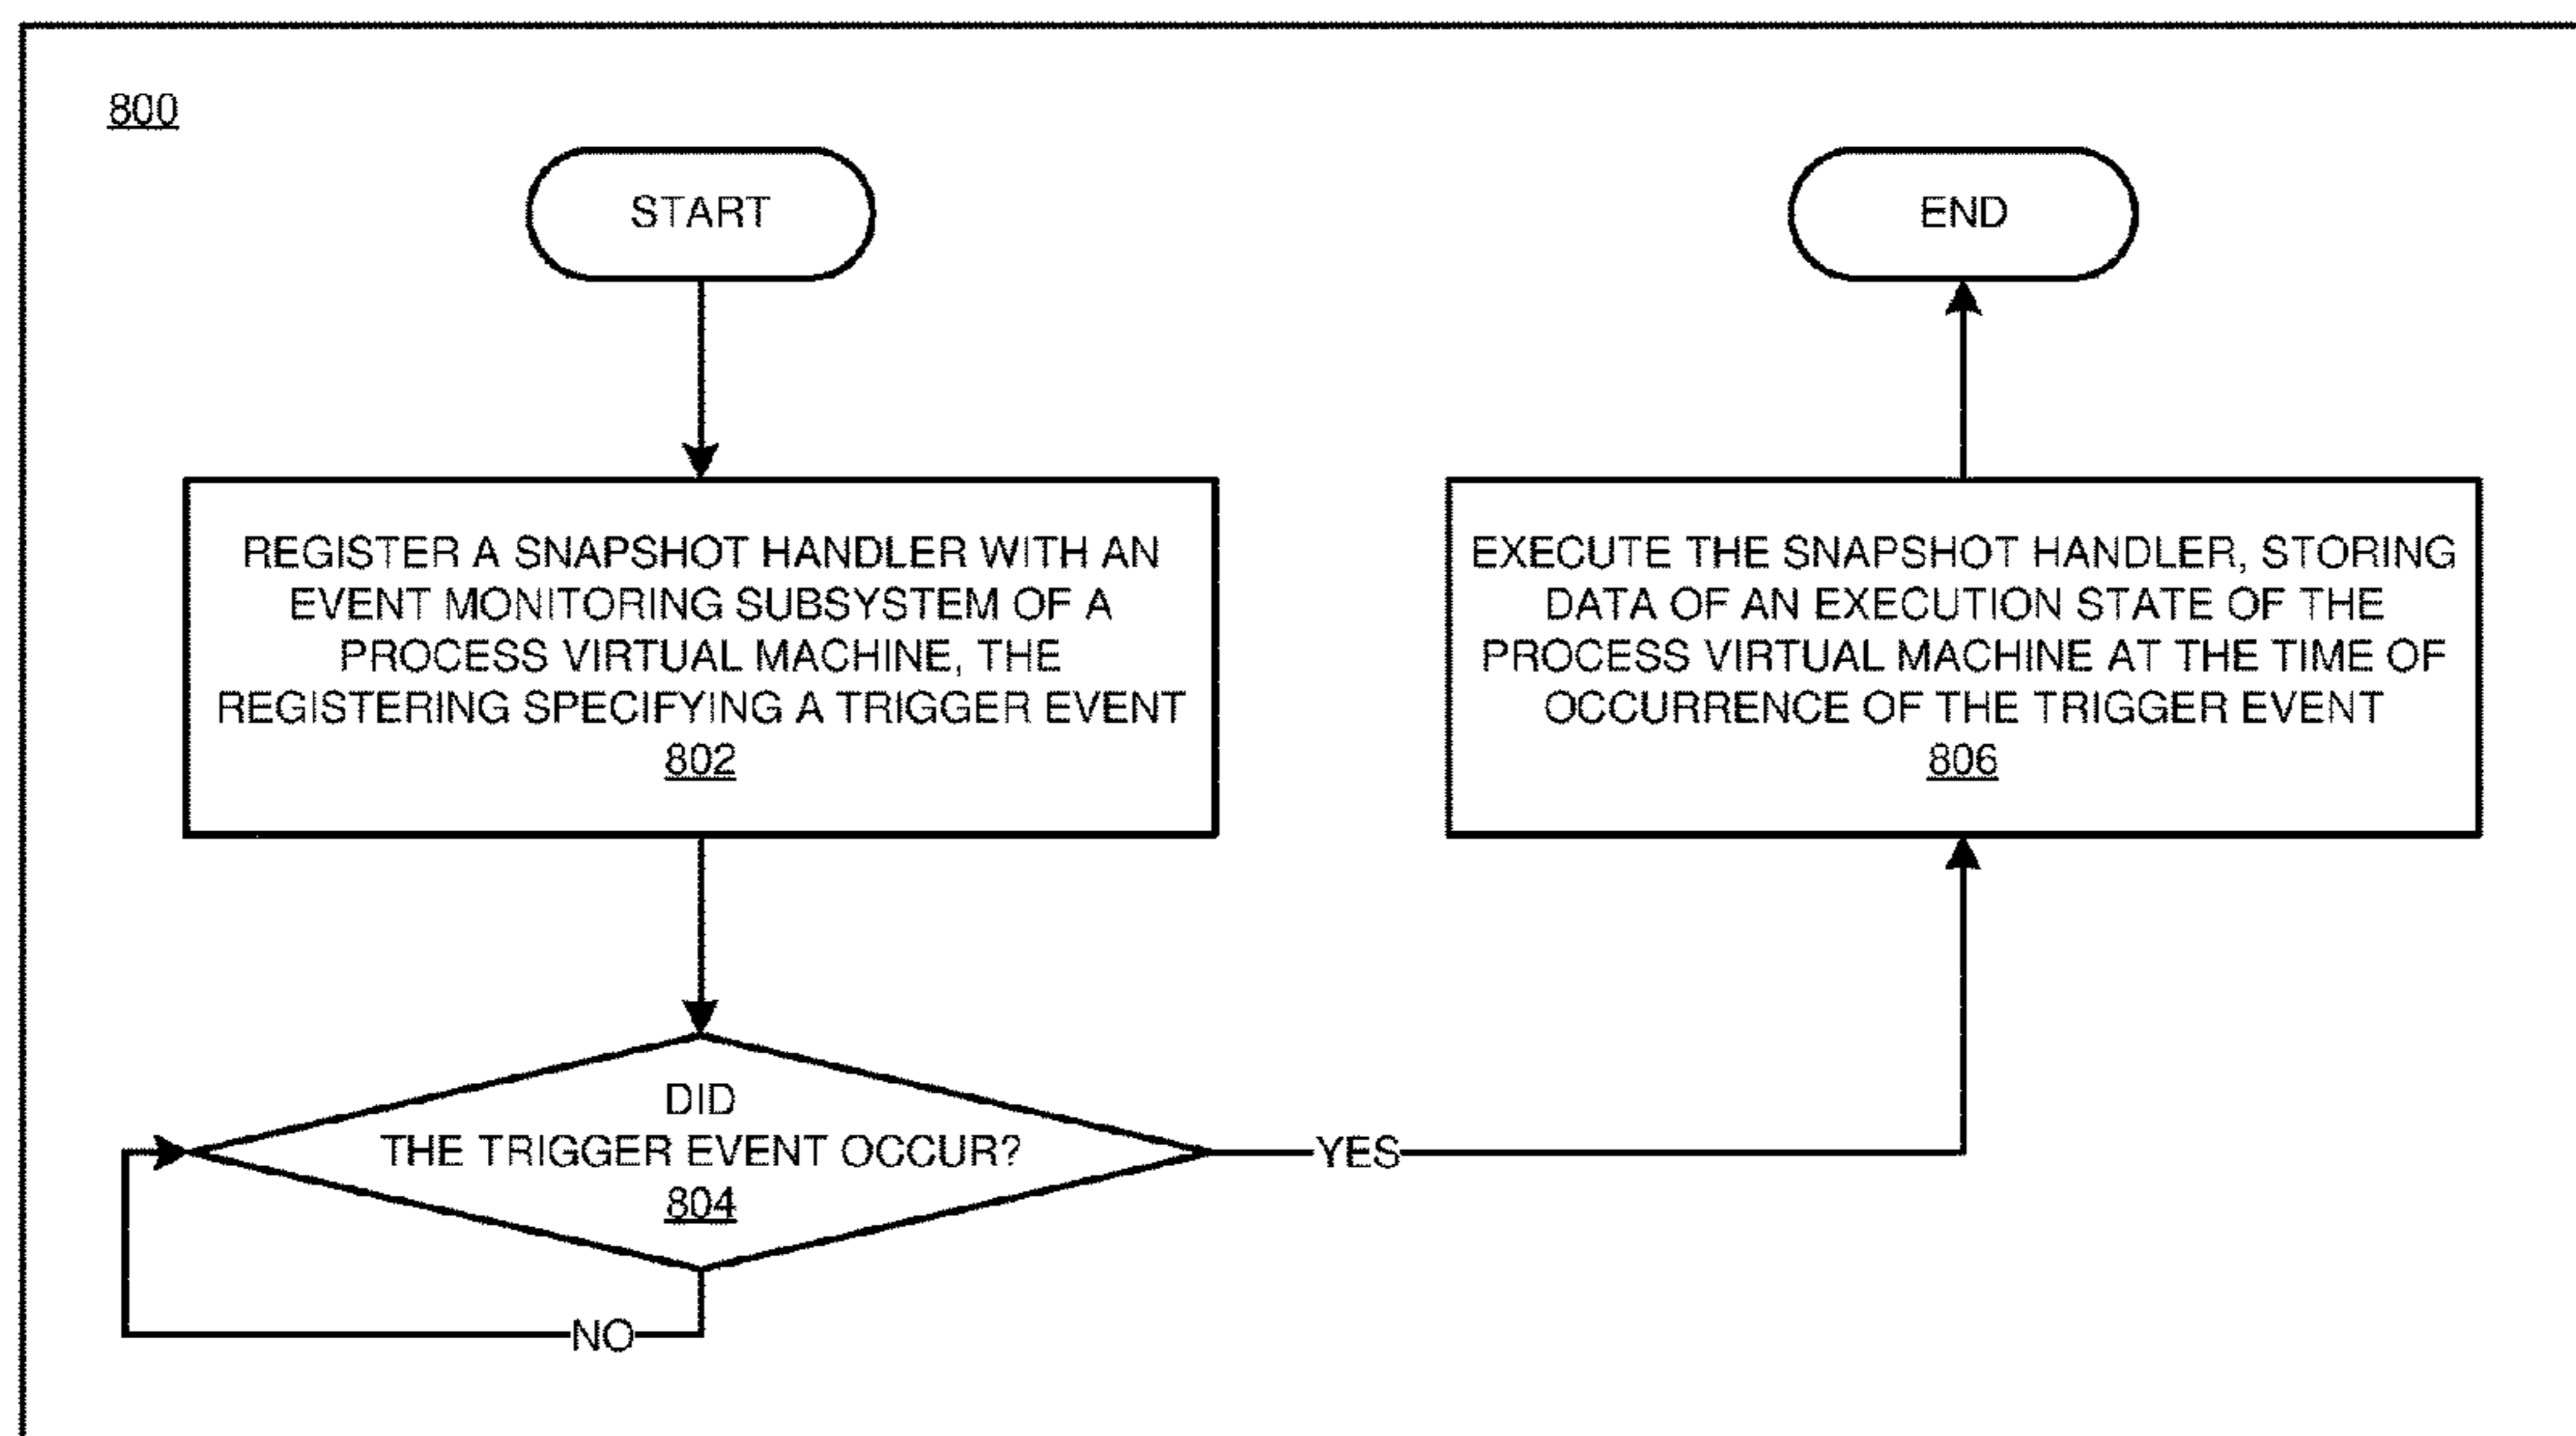 800
START
REGISTER A SNAPSHOT HANDLER WITH AN
EVENT MONITORING SUBSYSTEM OF A
PROCESS VIRTUAL MACHINE, THE
REGISTERING SPECIFYING A TRIGGER EVENT
802
DID
THE TRIGGER EVENT OCCUR?
804
NO
YES
EXECUTE THE SNAPSHOT HANDLER, STORING
DATA OF AN EXECUTION STATE OF THE
PROCESS VIRTUAL MACHINE AT THE TIME OF
OCCURRENCE OF THE TRIGGER EVENT
806
END